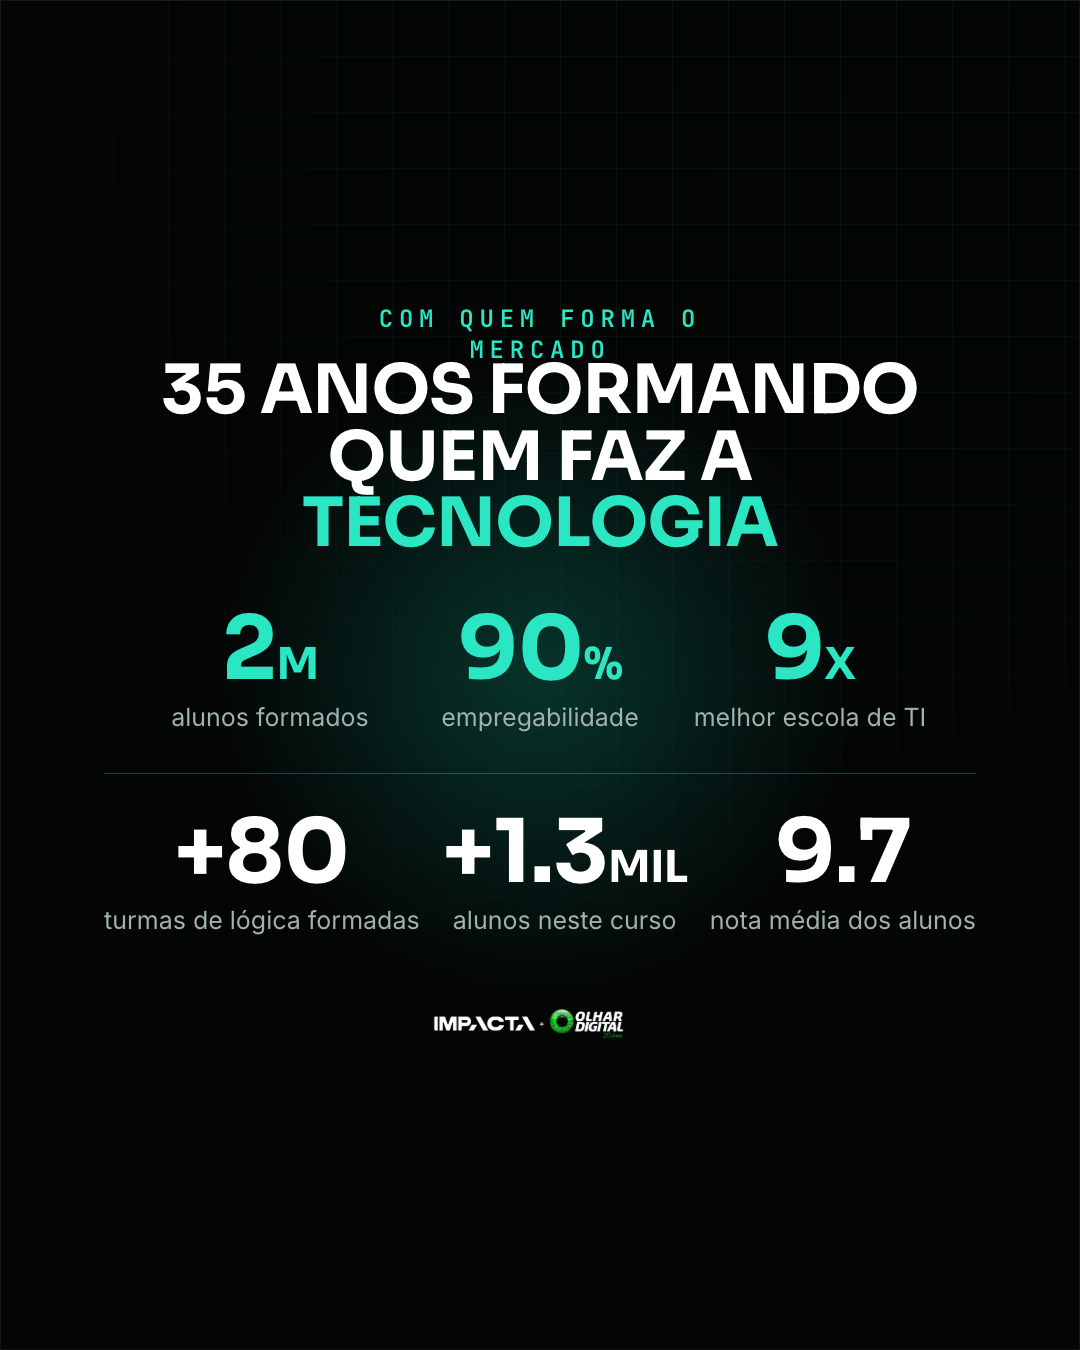 COM QUEM FORMA O
MERCADO
35 ANOS FORMANDO
QUEM FAZ A
TECNOLOGIA
2M 90% 9X
alunos formados empregabilidade melhor escola de TI
+80 +1.3MIL 9.7
turmas de lógica formadas alunos neste curso nota média dos alunos
IMPACTA + OLHAR
DIGITAL